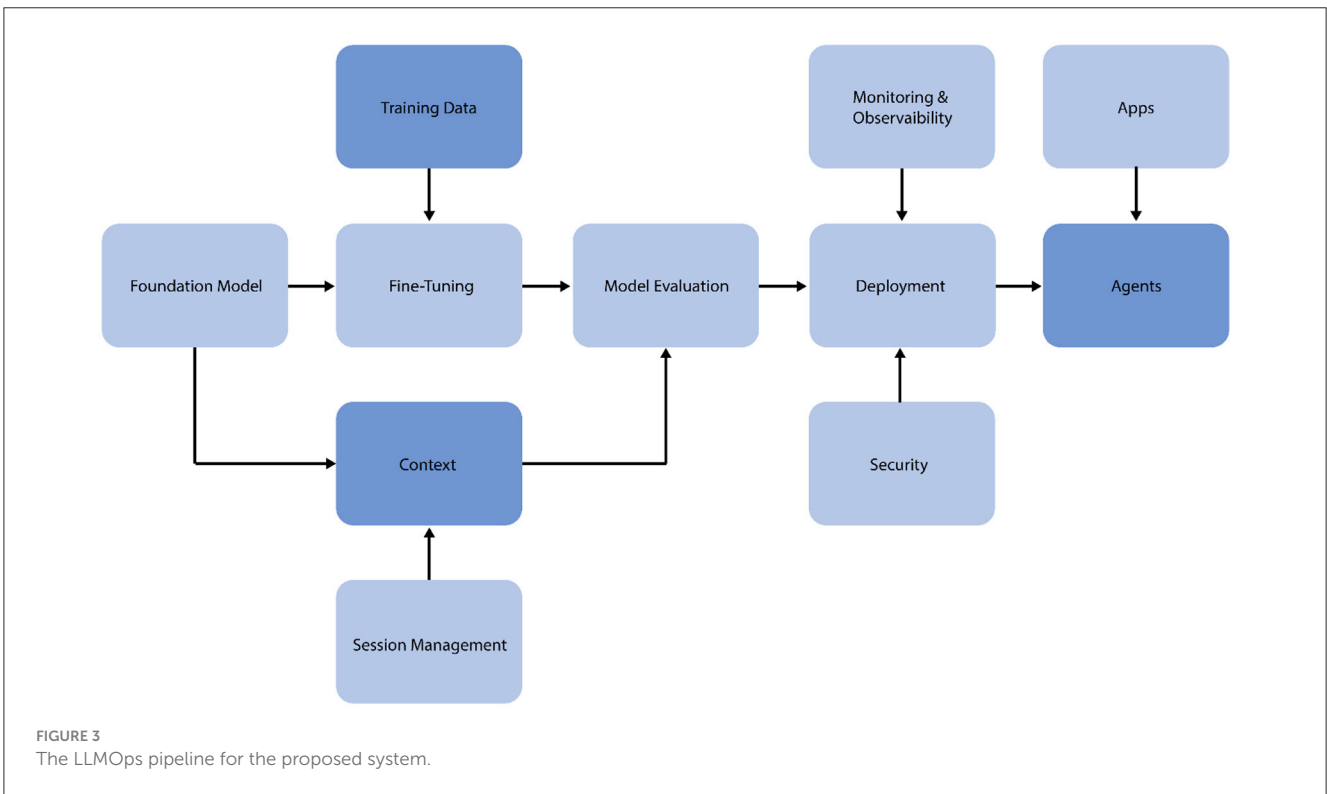 Training Data
Monitoring &
Observaibility
Apps
Foundation Model
Fine-Tuning
Model Evaluation
Deployment
Agents
Context
Security
Session Management
FIGURE 3
The LLMOps pipeline for the proposed system.